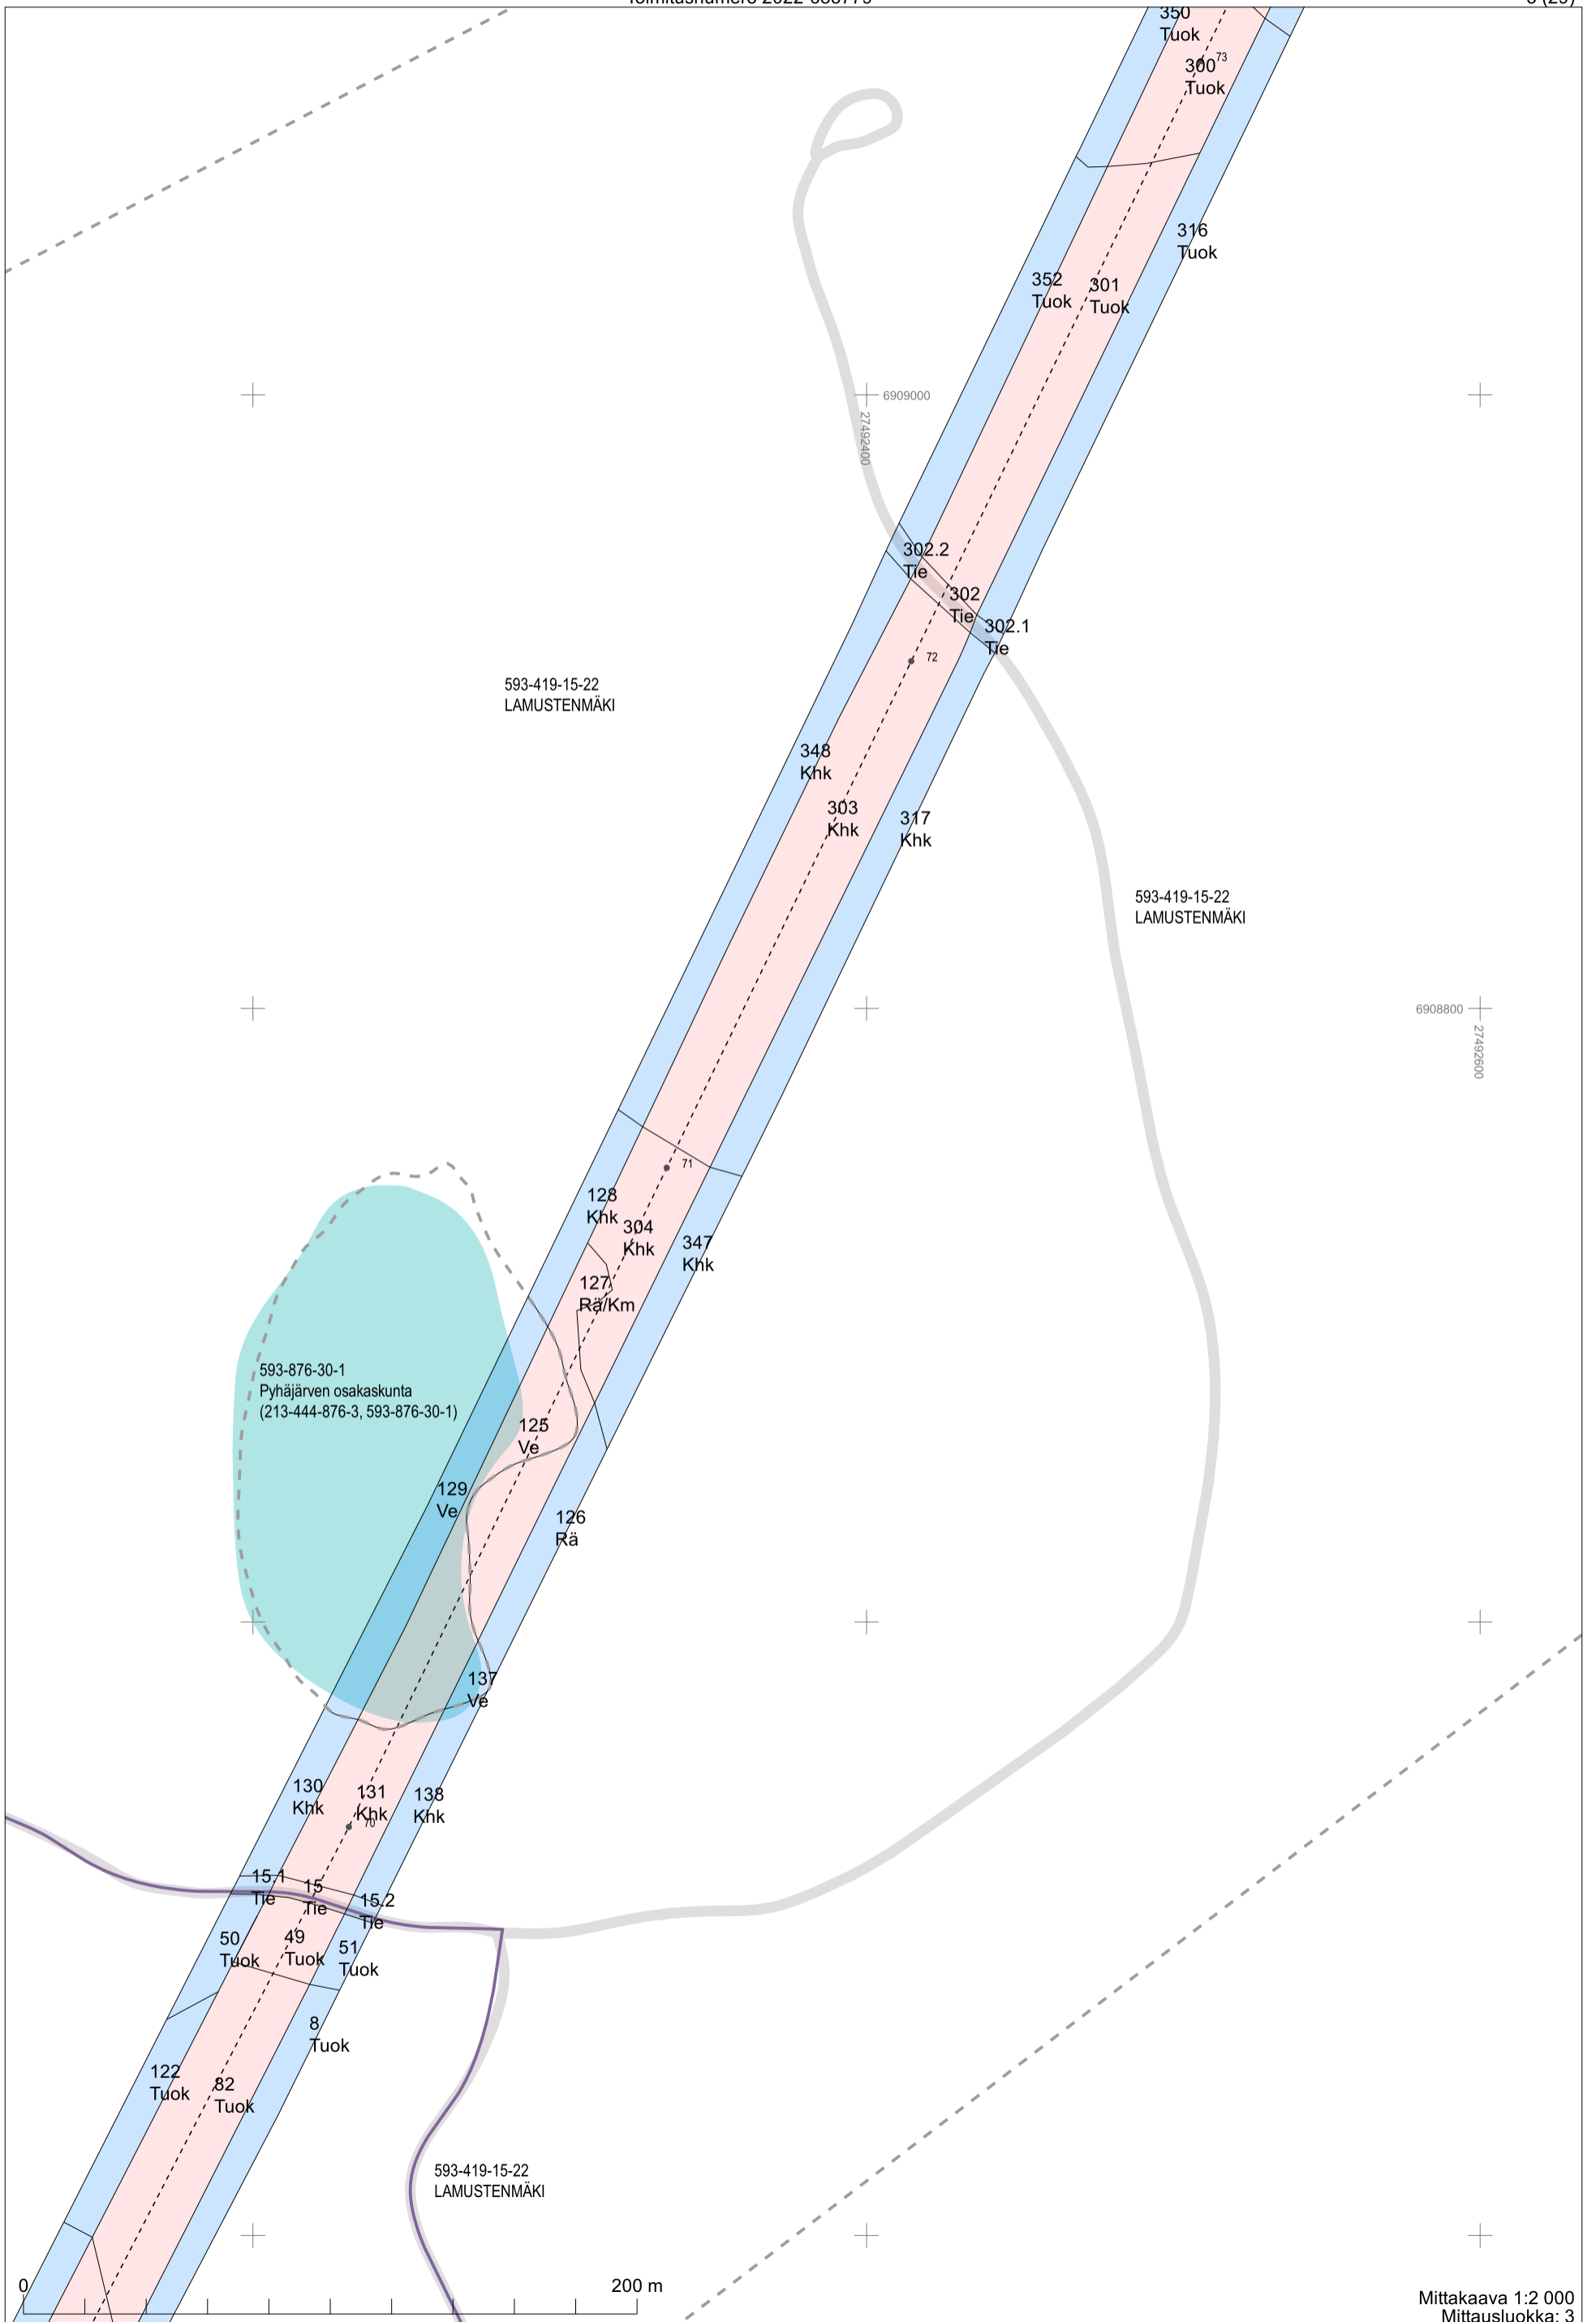 350
Tuok
300
73
Tuok
316
Tuok
352
Tuok
301
Tuok
6909000
27492400
302.2
Tie
302
Tie
302.1
Tie
72
593-419-15-22
LAMUSTENMÄKI
348
Khk
303
Khk
317
Khk
593-419-15-22
LAMUSTENMÄKI
6908800
27492600
71
128
Khk
304
Khk
347
Khk
127
Rä/Km
593-876-30-1
Pyhäjärven osakaskunta
(213-444-876-3, 593-876-30-1)
125
Ve
129
Ve
126
Rä
137
Ve
130
Khk
131
Khk
70
138
Khk
15.1
Tie
15
Tie
15.2
Tie
50
Tuok
49
Tuok
51
Tuok
8
Tuok
122
Tuok
82
Tuok
593-419-15-22
LAMUSTENMÄKI
0
200 m
Mittakaava 1:2 000
Mittausluokka: 3